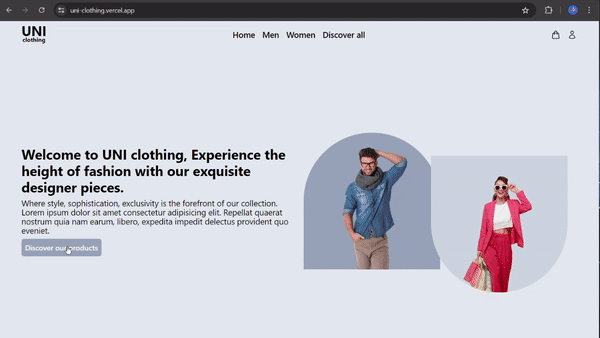 uni-clothing.vercel.app
UNI
clothing
Home Men Women Discover all
Welcome to UNI clothing, Experience the
height of fashion with our exquisite
designer pieces.
Where style, sophistication, exclusivity is the forefront of our collection.
Lorem ipsum dolor sit amet consectetur adipisicing elit. Repellat quaerat
nostrum quia nam earum, libero, expedita impedit delectus provident quo
eveniet.
Discover our products